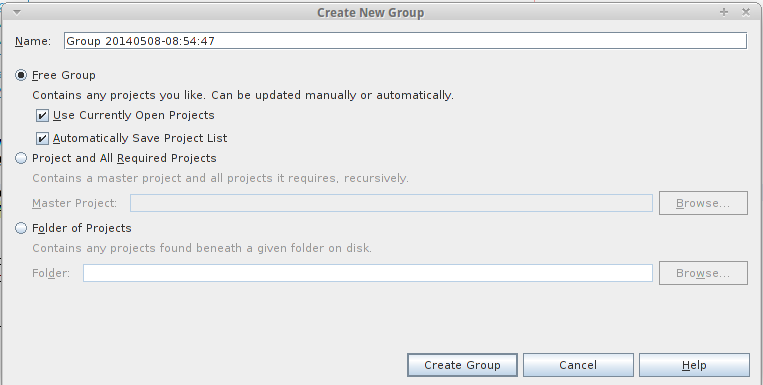 Create New Group
Name: Group 20140508-08:54:47
Free Group
Contains any projects you like. Can be updated manually or automatically.
Use Currently Open Projects
Automatically Save Project List
Project and All Required Projects
Contains a master project and all projects it requires, recursively.
Master Project: Browse...
Folder of Projects
Contains any projects found beneath a given folder on disk.
Folder: Browse...
Create Group Cancel Help